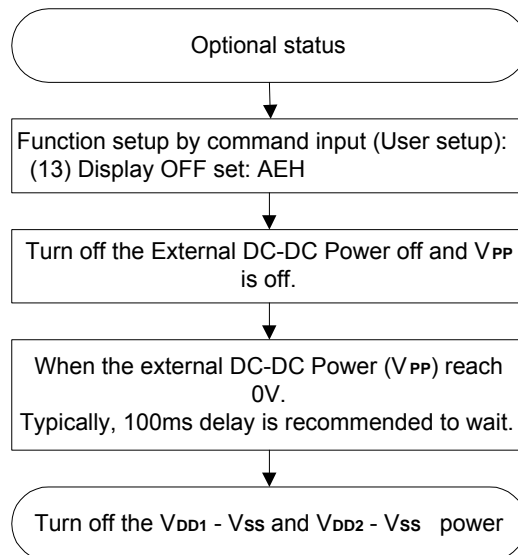 Optional status
Function setup by command input (User setup):
(13) Display OFF set: AEH
Turn off the External DC-DC Power off and VPP
is off.
When the external DC-DC Power (VPP) reach
0V.
Typically, 100ms delay is recommended to wait.
Turn off the VDD1 - VSS and VDD2 - VSS power